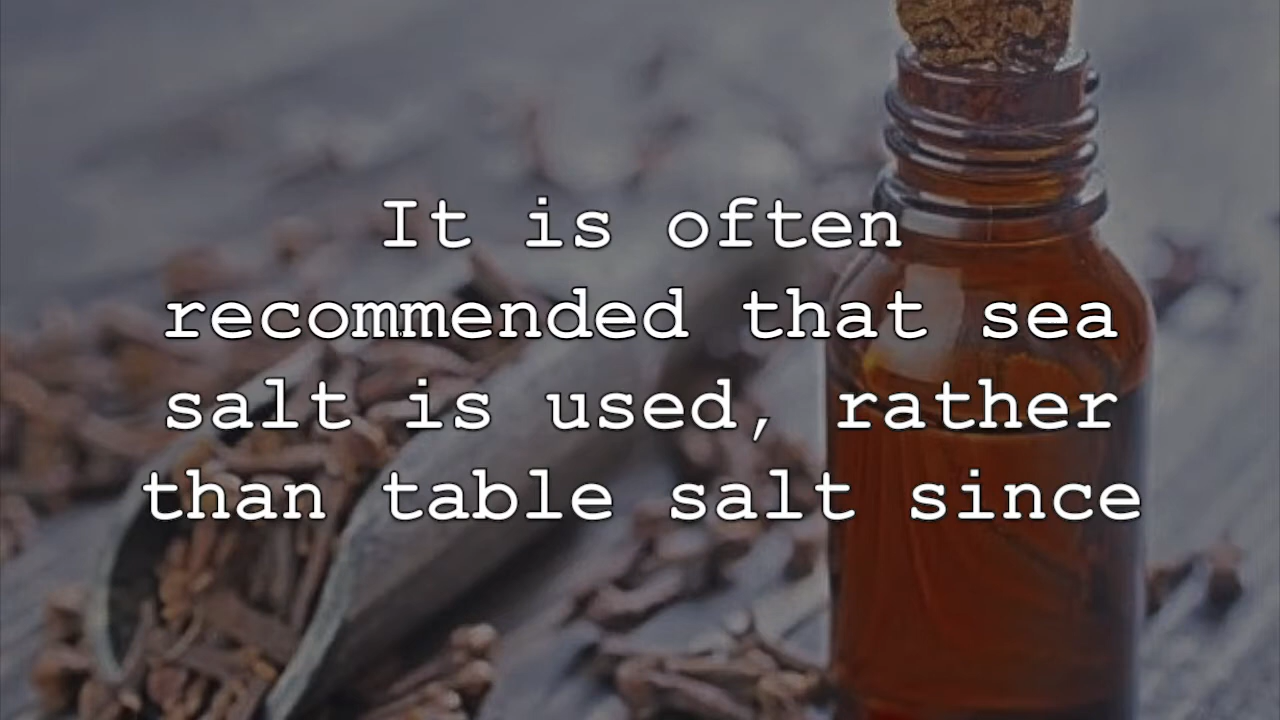 It is often
recommended that sea
salt is used, rather
than table salt since